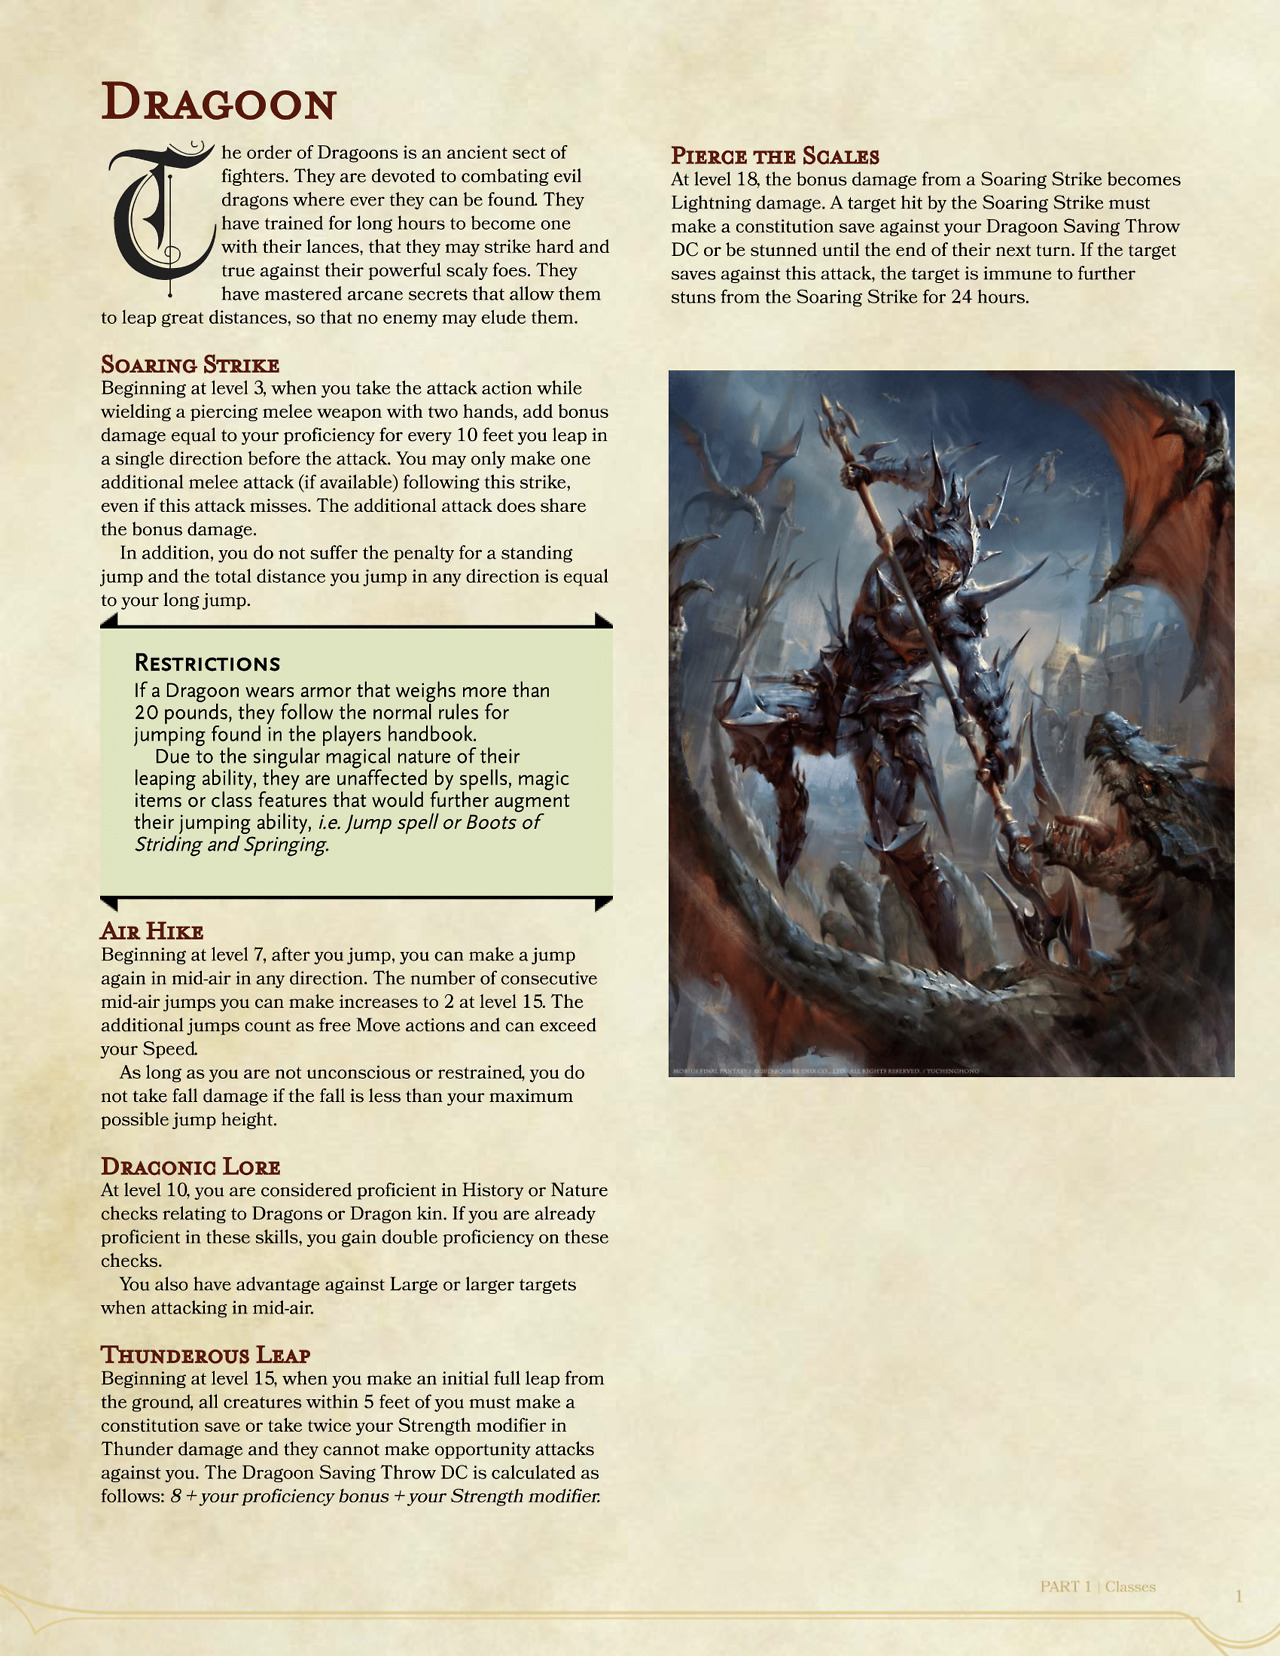 Dragoon
The order of Dragoons is an ancient sect of
fighters. They are devoted to combating evil
dragons where ever they can be found. They
have trained for long hours to become one
with their lances, that they may strike hard and
true against their powerful scaly foes. They
have mastered arcane secrets that allow them
to leap great distances, so that no enemy may elude them.
Soaring Strike
Beginning at level 3, when you take the attack action while
wielding a piercing melee weapon with two hands, add bonus
damage equal to your proficiency for every 10 feet you leap in
a single direction before the attack. You may only make one
additional melee attack (if available) following this strike,
even if this attack misses. The additional attack does share
the bonus damage.
In addition, you do not suffer the penalty for a standing
jump and the total distance you jump in any direction is equal
to your long jump.
Restrictions
If a Dragoon wears armor that weighs more than
20 pounds, they follow the normal rules for
jumping found in the players handbook.
Due to the singular magical nature of their
leaping ability, they are unaffected by spells, magic
items or class features that would further augment
their jumping ability, i.e. Jump spell or Boots of
Striding and Springing.
Air Hike
Beginning at level 7, after you jump, you can make a jump
again in mid-air in any direction. The number of consecutive
mid-air jumps you can make increases to 2 at level 15. The
additional jumps count as free Move actions and can exceed
your Speed.
As long as you are not unconscious or restrained, you do
not take fall damage if the fall is less than your maximum
possible jump height.
Draconic Lore
At level 10, you are considered proficient in History or Nature
checks relating to Dragons or Dragon kin. If you are already
proficient in these skills, you gain double proficiency on these
checks.
You also have advantage against Large or larger targets
when attacking in mid-air.
Thunderous Leap
Beginning at level 15, when you make an initial full leap from
the ground, all creatures within 5 feet of you must make a
constitution save or take twice your Strength modifier in
Thunder damage and they cannot make opportunity attacks
against you. The Dragoon Saving Throw DC is calculated as
follows: 8 + your proficiency bonus + your Strength modifier.
Pierce the Scales
At level 18, the bonus damage from a Soaring Strike becomes
Lightning damage. A target hit by the Soaring Strike must
make a constitution save against your Dragoon Saving Throw
DC or be stunned until the end of their next turn. If the target
saves against this attack, the target is immune to further
stuns from the Soaring Strike for 24 hours.
MOBIUS FINAL FANTASY © SQUARE ENIX CO., LTD. ALL RIGHTS RESERVED. / YUCHENGHONG
PART 1 | Classes
1